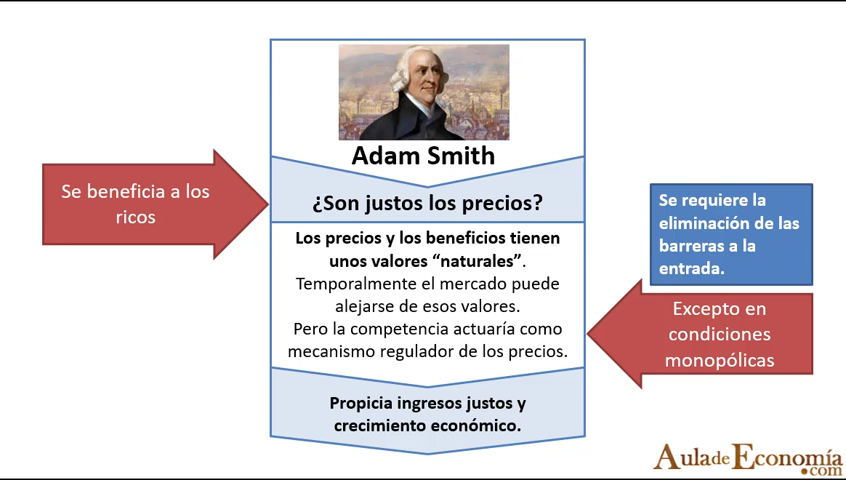 Adam Smith
Se beneficia a los
ricos
¿Son justos los precios?
Los precios y los beneficios tienen
unos valores “naturales”.
Temporalmente el mercado puede
alejarse de esos valores.
Pero la competencia actuaría como
mecanismo regulador de los precios.
Se requiere la
eliminación de las
barreras a la
entrada.
Excepto en
condiciones
monopólicas
Propicia ingresos justos y
crecimiento económico.
AuladeEconomía
.com